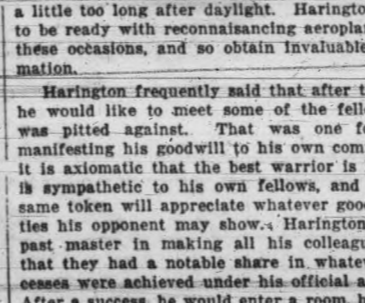 a little too long after daylight. Haringto
to be ready with reconnaisancing aeropla
these occasions, and so obtain invaluable
mation.
Harington frequently said that after t
he would like to meet some of the fell
was pitted against. That was one f
manifesting his goodwill to his own com
it is axiomatic that the best warrior is
is sympathetic to his own fellows, and
same token will appreciate whatever goo
ties his opponent may show. Harington
past master in making all his colleagu
that they had a notable share in whatev
cesses were achieved under his official a
After a success, he would enter a room, h